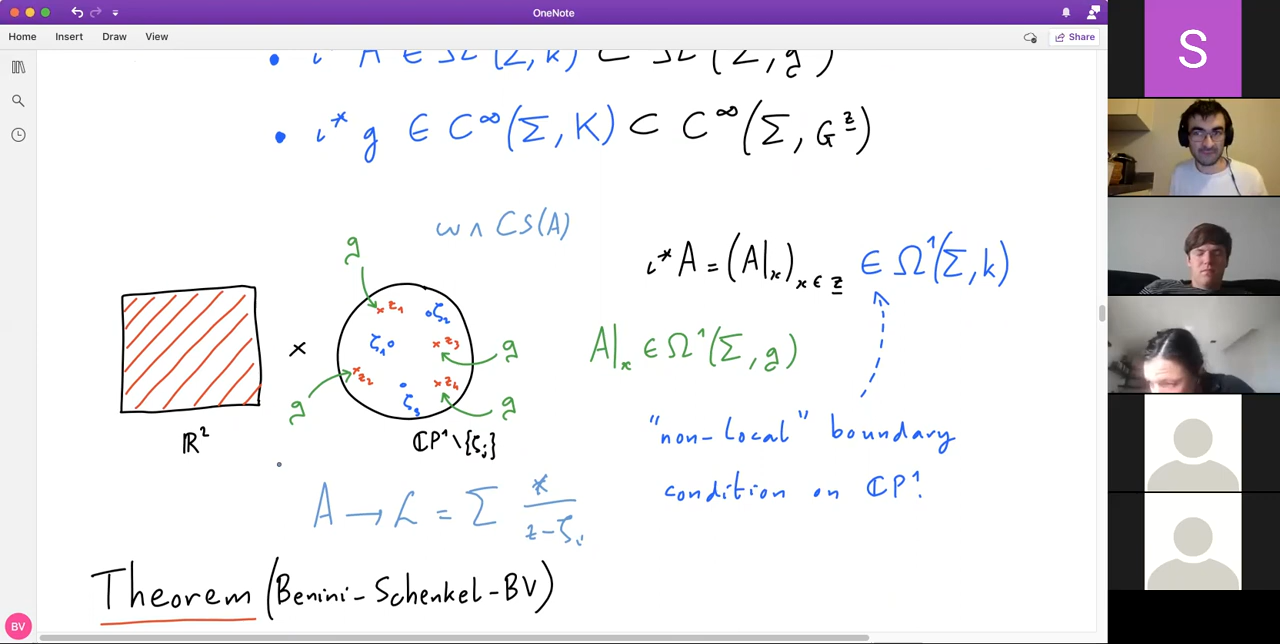 OneNote
Home Insert Draw View
Share
• ι* A ∈ Ω¹(Σ, k) ⊂ Ω¹(Σ, g^z)
• ι* g ∈ C^∞(Σ, K) ⊂ C^∞(Σ, G^z)
ω ∧ CS(A)
ι*A = (A|ₓ)ₓ∈z ∈ Ω¹(Σ, k)
g
z₁
ζ₂
ζ₁
z₃
g
A|ₓ ∈ Ω¹(Σ, g)
×
z₂
z₄
g
g
ζ₃
ℝ²
ℂP¹ \ {ζⱼ}
"non-local" boundary
condition on ℂP¹.
A → ℒ = Σ * / (z - ζᵢ)
Theorem (Benini-Schenkel-BV)
S
BV